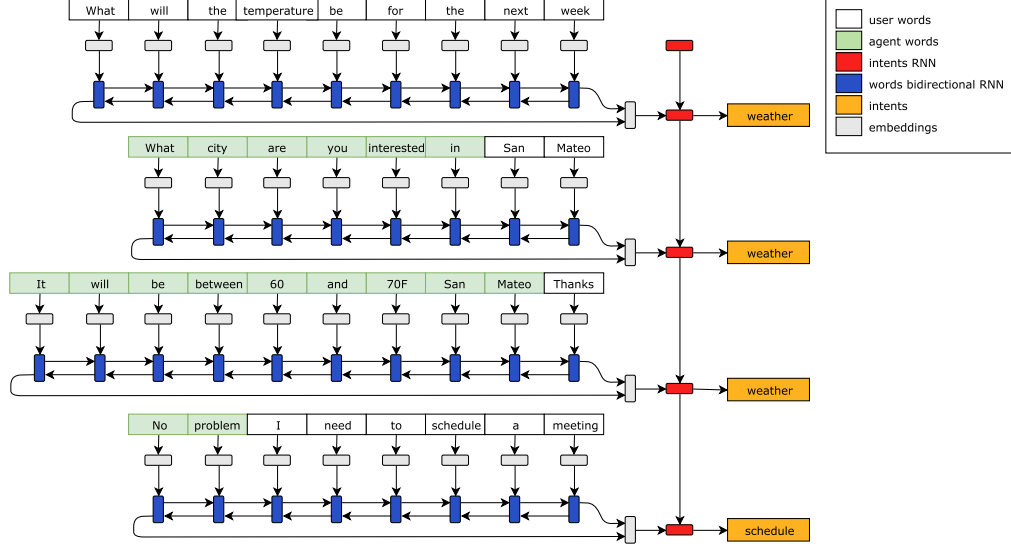 What will the temperature be for the next week
user words
agent words
intents RNN
words bidirectional RNN
intents
embeddings
weather
What city are you interested in San Mateo
weather
It will be between 60 and 70F San Mateo Thanks
weather
No problem I need to schedule a meeting
schedule